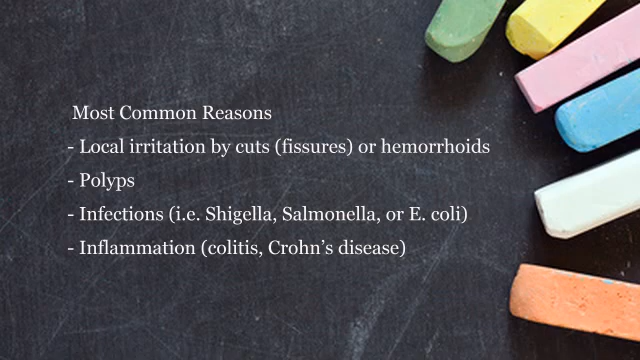 Most Common Reasons
- Local irritation by cuts (fissures) or hemorrhoids
- Polyps
- Infections (i.e. Shigella, Salmonella, or E. coli)
- Inflammation (colitis, Crohn’s disease)